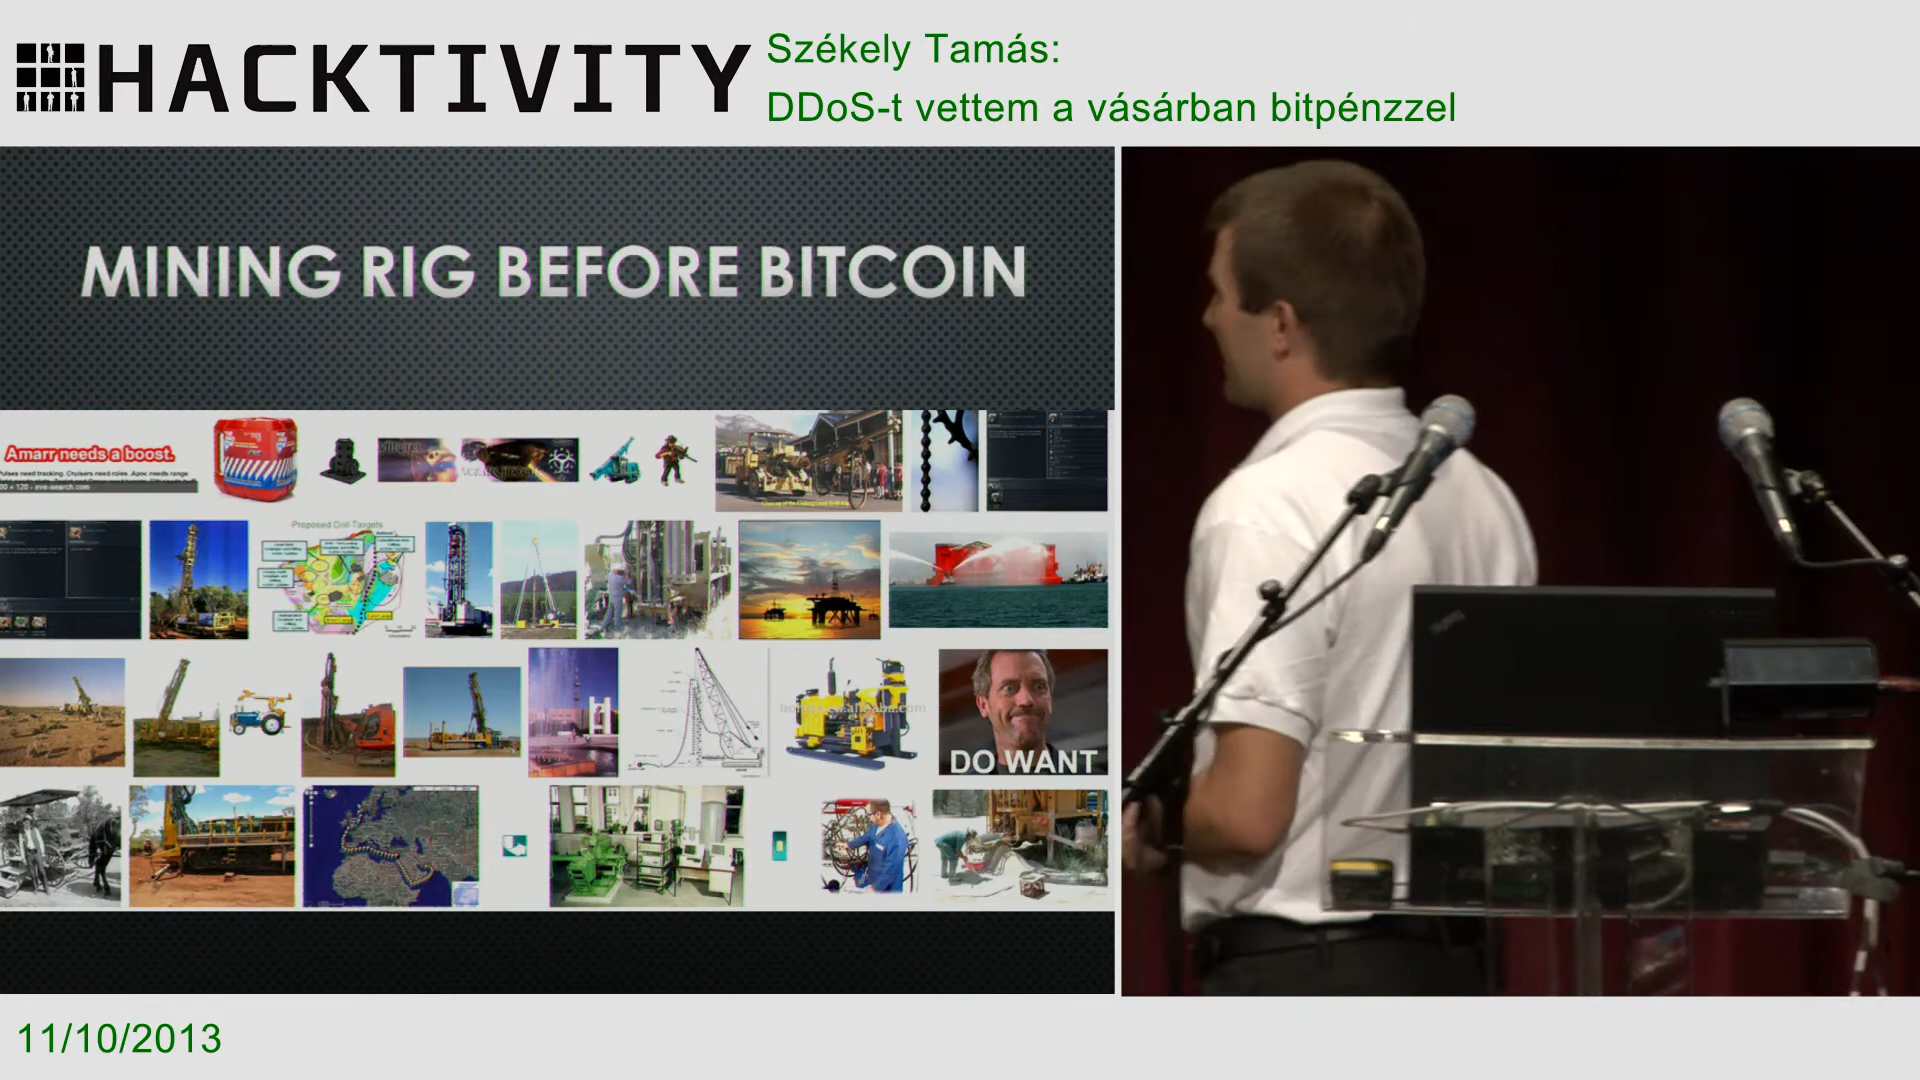 HACKTIVITY
Székely Tamás:
DDoS-t vettem a vásárban bitpénzzel
MINING RIG BEFORE BITCOIN
Amarr needs a boost.
Proposed Drill Targets
DO WANT
11/10/2013